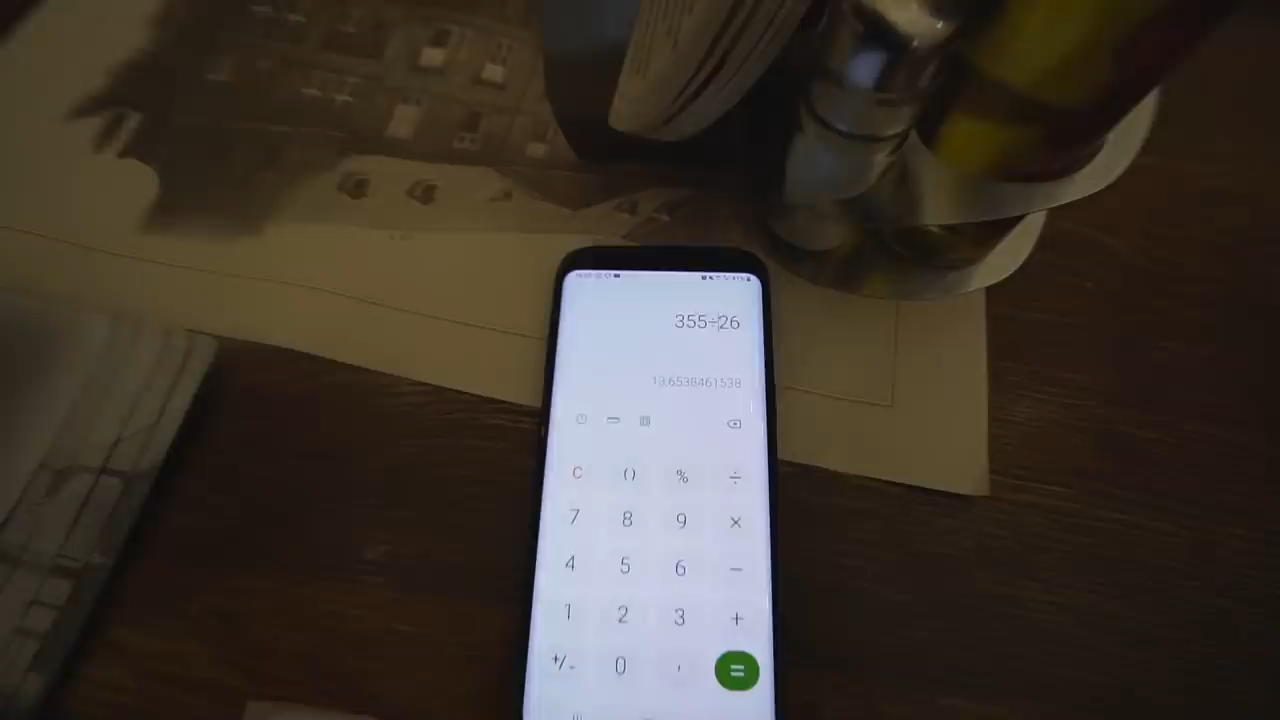 355÷26
13,6538461538
C () % ÷
7 8 9 ×
4 5 6 −
1 2 3 +
+/- 0 , =